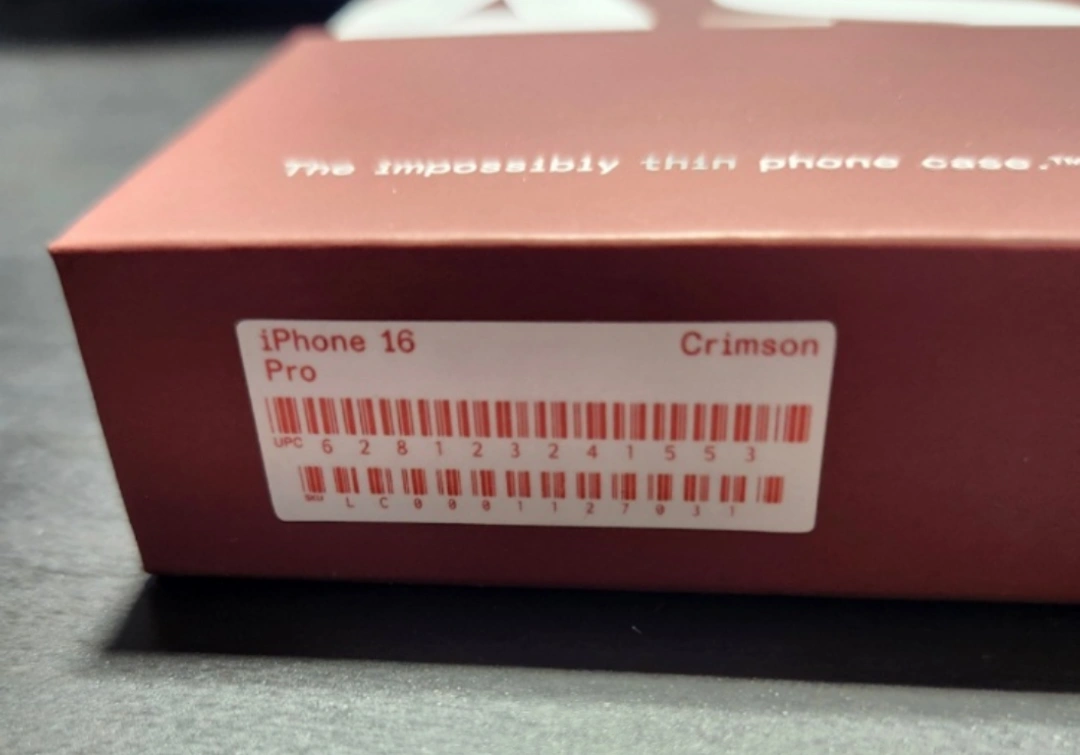 The impossibly thin phone case.™
iPhone 16 Crimson
Pro
UPC 6 2 8 1 2 3 2 4 1 5 5 3
SKU L C 0 0 0 1 1 2 7 0 3 1